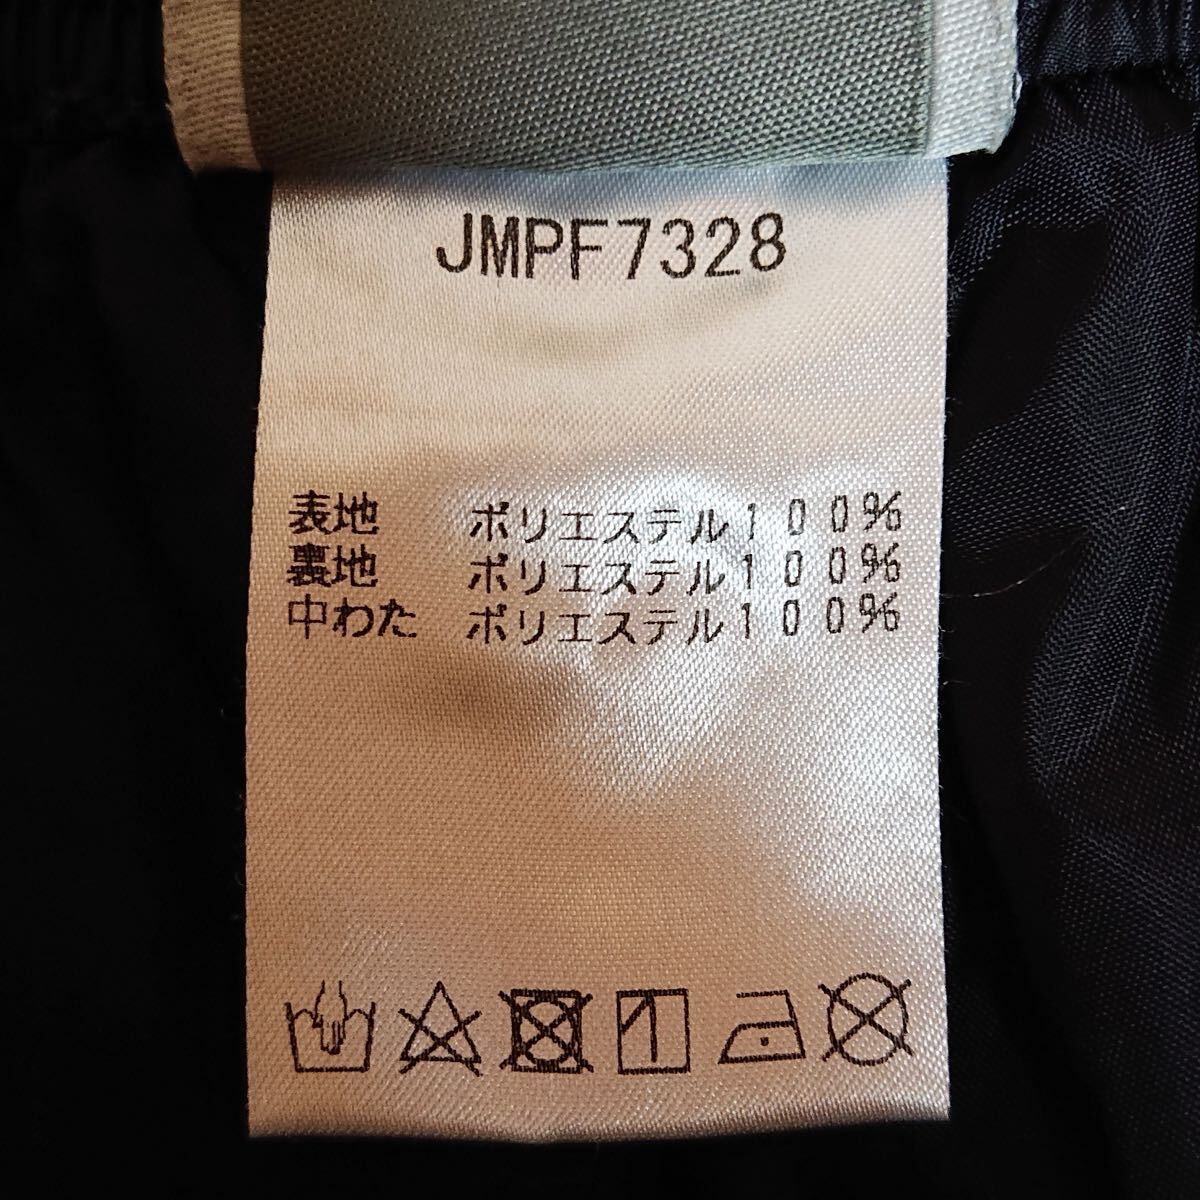 JMPF7328
表地 ポリエステル100%
裏地 ポリエステル100%
中わた ポリエステル100%